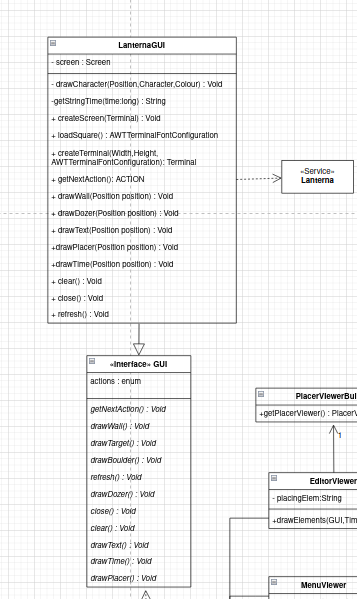 LanternaGUI
- screen : Screen
- drawCharacter(Position,Character,Colour) : Void
-getStringTime(time:long) : String
+ createScreen(Terminal) : Void
+ loadSquare() : AWTTerminalFontConfiguration
+ createTerminal(Width,Height,
AWTTerminalFontConfiguration): Terminal
+ getNextAction(): ACTION
+ drawWall(Position position) : Void
+ drawDozer(Position position) : Void
+ drawText(Position position) : Void
+drawPlacer(Position position) : Void
+drawTime(Position position) : Void
+ clear() : Void
+ close() : Void
+ refresh() : Void
«Service»
Lanterna
«Interface» GUI
actions : enum
getNextAction() : Void
drawWall() : Void
drawTarget() : Void
drawBoulder() : Void
refresh() : Void
drawDozer() : Void
close() : Void
clear() : Void
drawText() : Void
drawTime() : Void
drawPlacer() : Void
PlacerViewerBui
+getPlacerViewer() : PlacerV
1
EditorViewer
- placingElem:String
+drawElements(GUI,Tim
MenuViewer